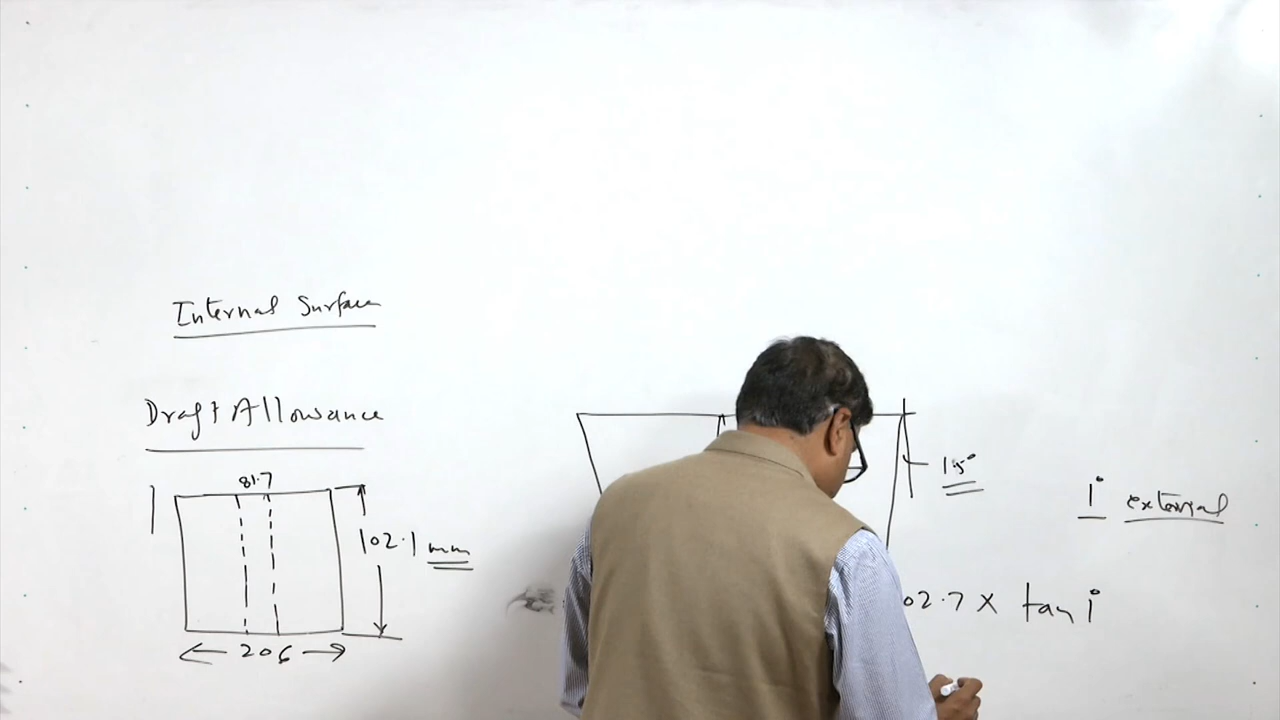 Internal Surface
Draft Allowance
81.7
102.1 mm
206
1.5°
1° external
02.7 X tan 1°